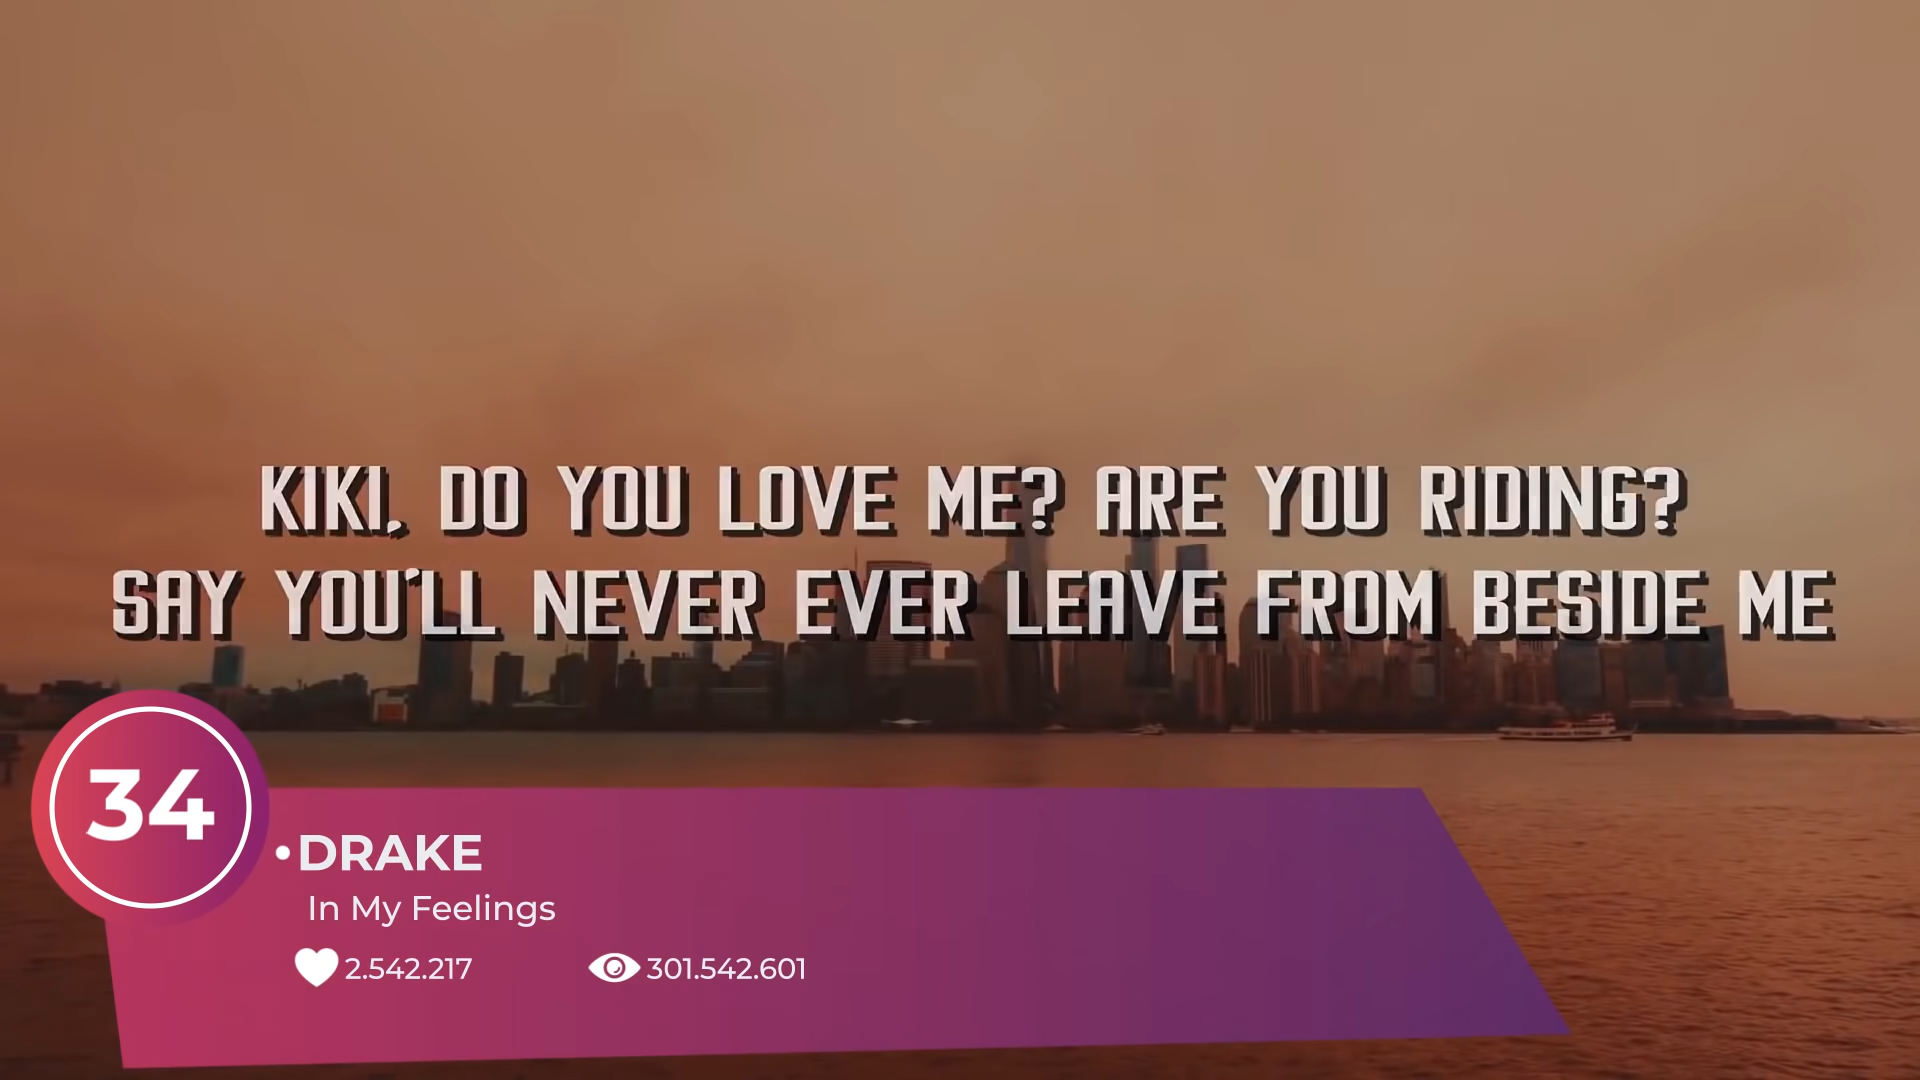 KIKI, DO YOU LOVE ME? ARE YOU RIDING?
SAY YOU'LL NEVER EVER LEAVE FROM BESIDE ME
34
•DRAKE
In My Feelings
2.542.217 301.542.601